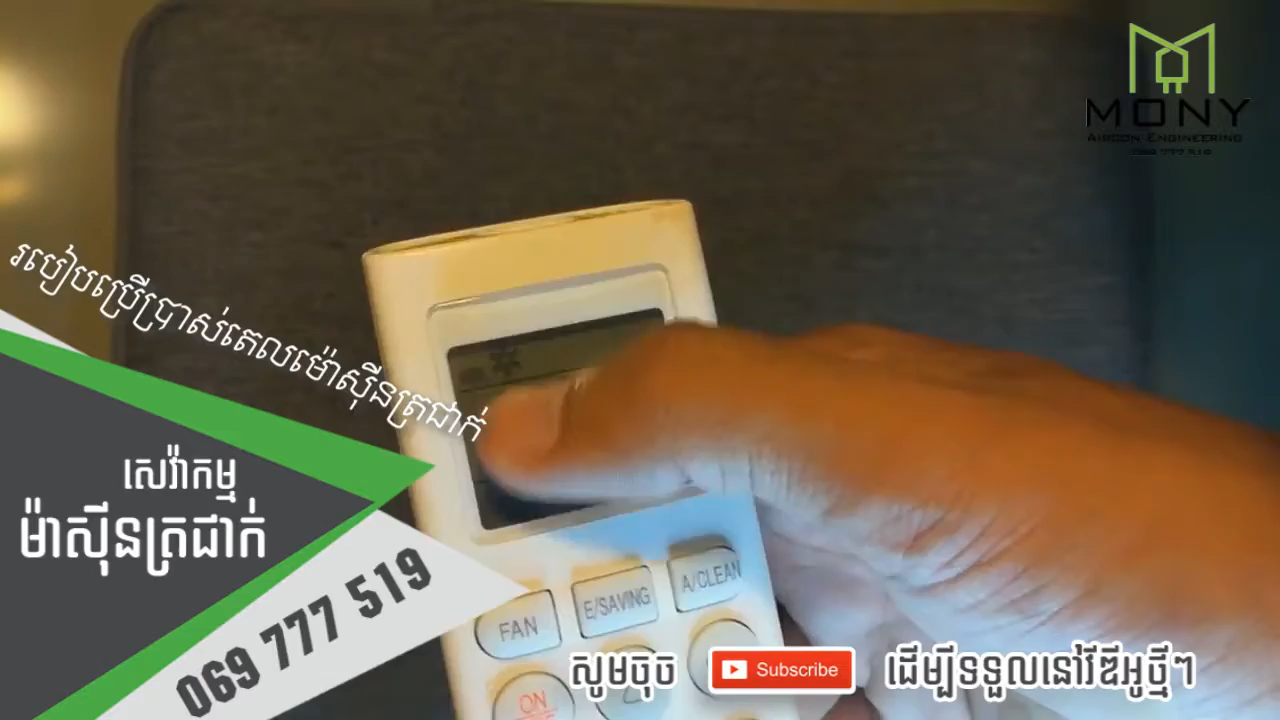 MONY
AIRCON ENGINEERING
069 777 519
របៀបប្រើប្រាស់តេលេម៉ោស៊ីនត្រជាក់
សេវ៉ាកម្ម
ម៉ាស៊ីនត្រជាក់
069 777 519
FAN
E/SAVING
A/CLEAN
ON
សូមចុច
Subscribe
ដើម្បីទទួលនៅវីឌីអូថ្មីៗ